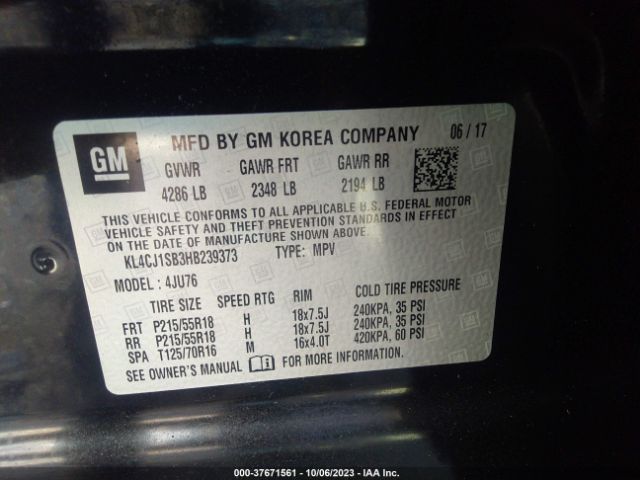 GM
MFD BY GM KOREA COMPANY 06 / 17
GVWR GAWR FRT GAWR RR
4286 LB 2348 LB 2194 LB
THIS VEHICLE CONFORMS TO ALL APPLICABLE U.S. FEDERAL MOTOR
VEHICLE SAFETY AND THEFT PREVENTION STANDARDS IN EFFECT
ON THE DATE OF MANUFACTURE SHOWN ABOVE.
KL4CJ1SB3HB239373 TYPE: MPV
MODEL : 4JU76
TIRE SIZE SPEED RTG RIM COLD TIRE PRESSURE
FRT P215/55R18 H 18x7.5J 240KPA, 35 PSI
RR P215/55R18 H 18x7.5J 240KPA, 35 PSI
SPA T125/70R16 M 16x4.0T 420KPA, 60 PSI
SEE OWNER'S MANUAL FOR MORE INFORMATION.
000-37671561 - 10/06/2023 - IAA Inc.